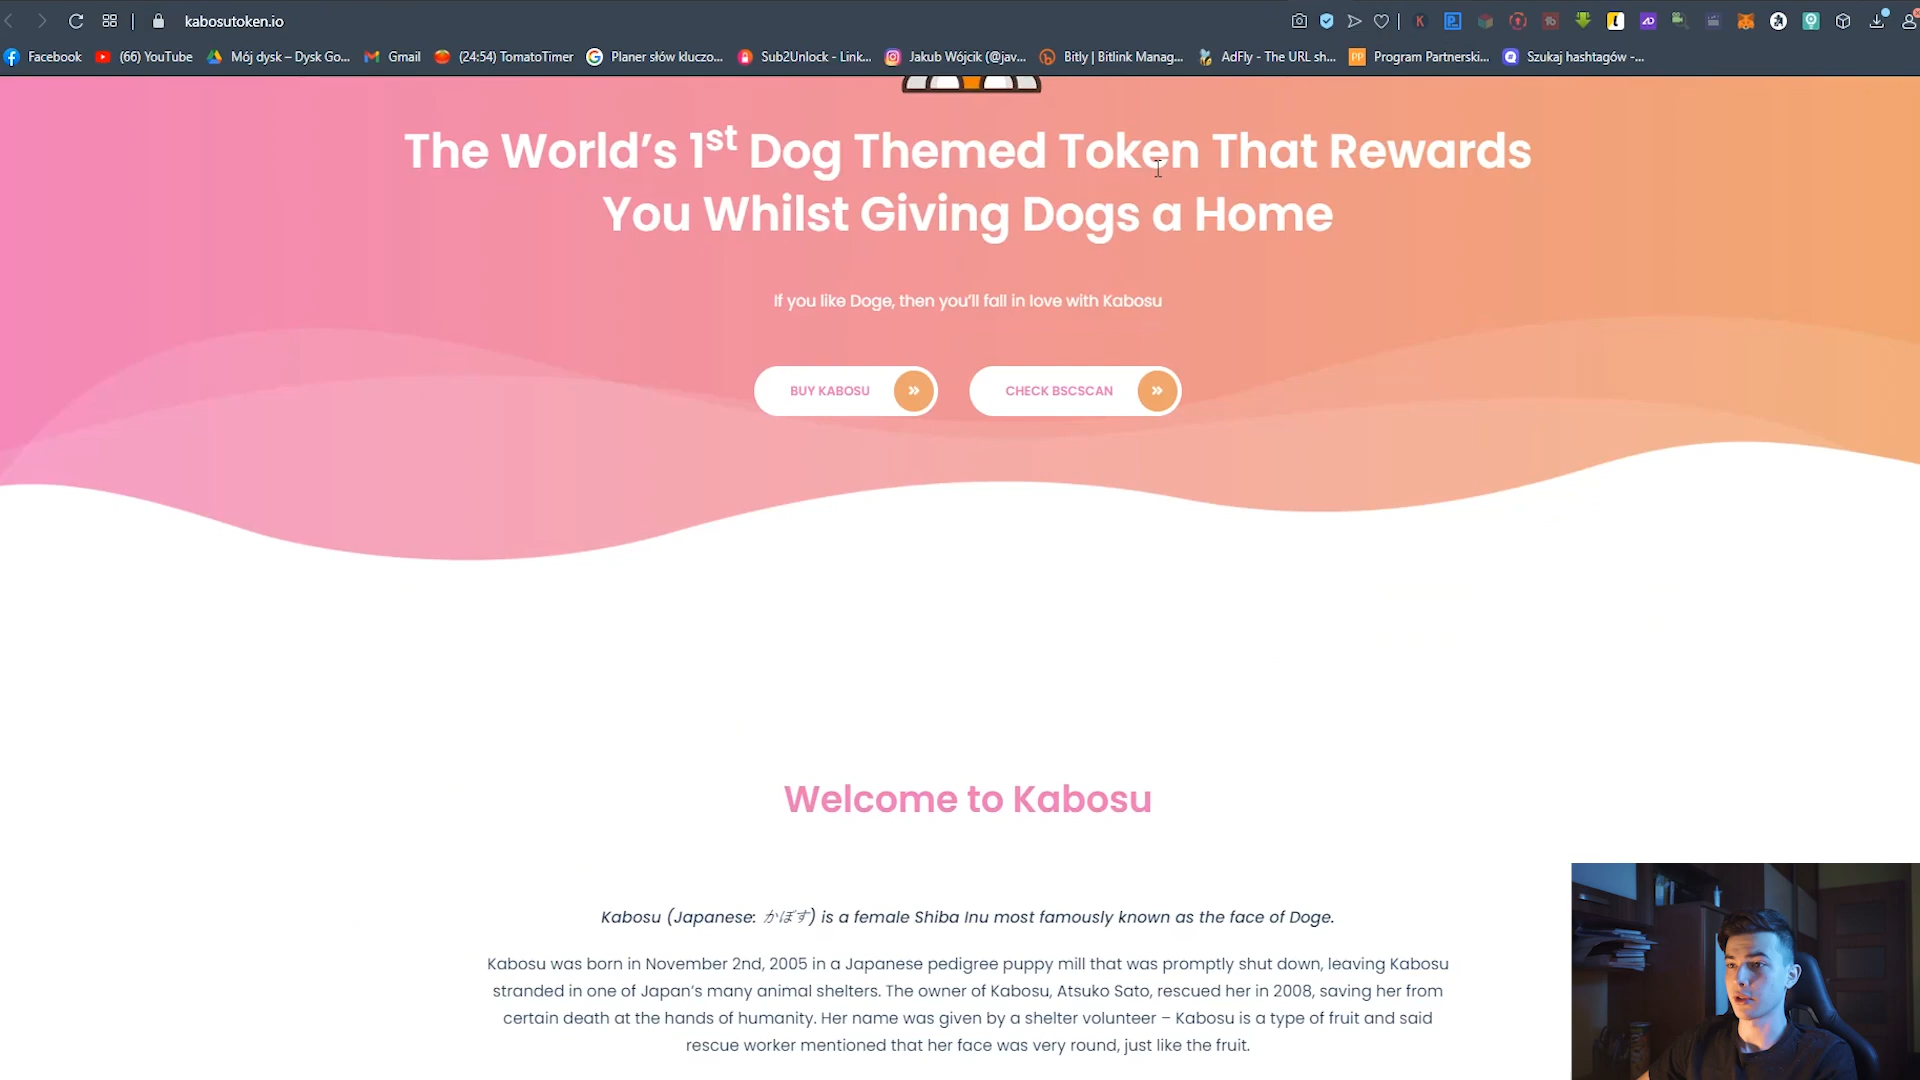 kabosutoken.io
Facebook (66) YouTube Mój dysk – Dysk Go... Gmail (24:54) TomatoTimer Planer słów kluczo... Sub2Unlock - Link... Jakub Wójcik (@jav... Bitly | Bitlink Manag... AdFly - The URL sh... PP Program Partnerski... Szukaj hashtagów -...
The World's 1st Dog Themed Token That Rewards
You Whilst Giving Dogs a Home
If you like Doge, then you'll fall in love with Kabosu
BUY KABOSU » CHECK BSCSCAN »
Welcome to Kabosu
Kabosu (Japanese: かぼす) is a female Shiba Inu most famously known as the face of Doge.
Kabosu was born in November 2nd, 2005 in a Japanese pedigree puppy mill that was promptly shut down, leaving Kabosu
stranded in one of Japan's many animal shelters. The owner of Kabosu, Atsuko Sato, rescued her in 2008, saving her from
certain death at the hands of humanity. Her name was given by a shelter volunteer – Kabosu is a type of fruit and said
rescue worker mentioned that her face was very round, just like the fruit.